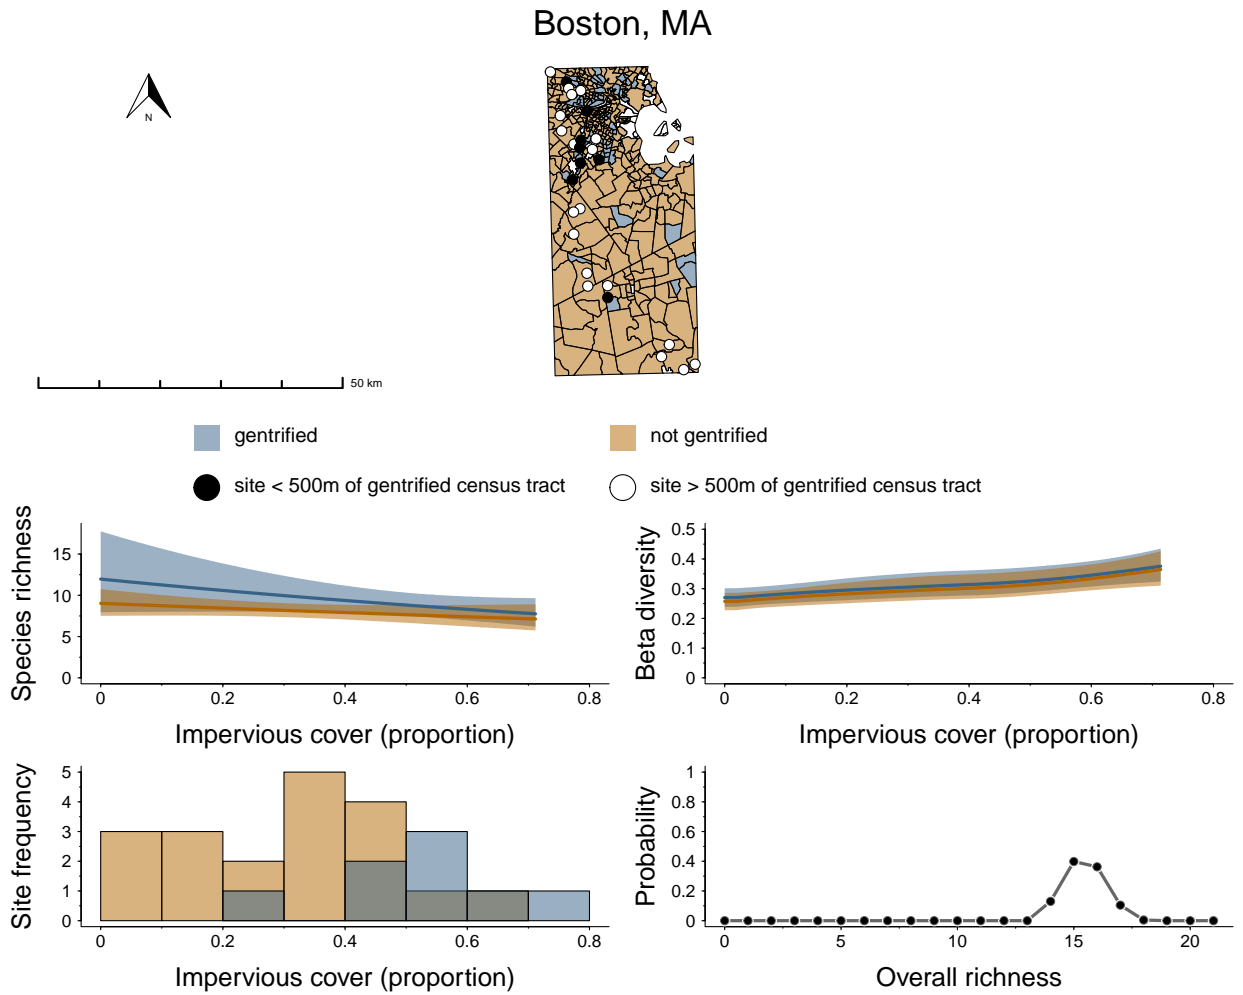 Boston, MA
N
50 km
gentrified
not gentrified
site < 500m of gentrified census tract
site > 500m of gentrified census tract
Species richness
15
10
5
0
0
0.2
0.4
0.6
0.8
Impervious cover (proportion)
Beta diversity
0.5
0.4
0.3
0.2
0.1
0
0
0.2
0.4
0.6
0.8
Impervious cover (proportion)
Site frequency
5
4
3
2
1
0
0
0.2
0.4
0.6
0.8
Impervious cover (proportion)
Probability
1
0.8
0.6
0.4
0.2
0
0
5
10
15
20
Overall richness